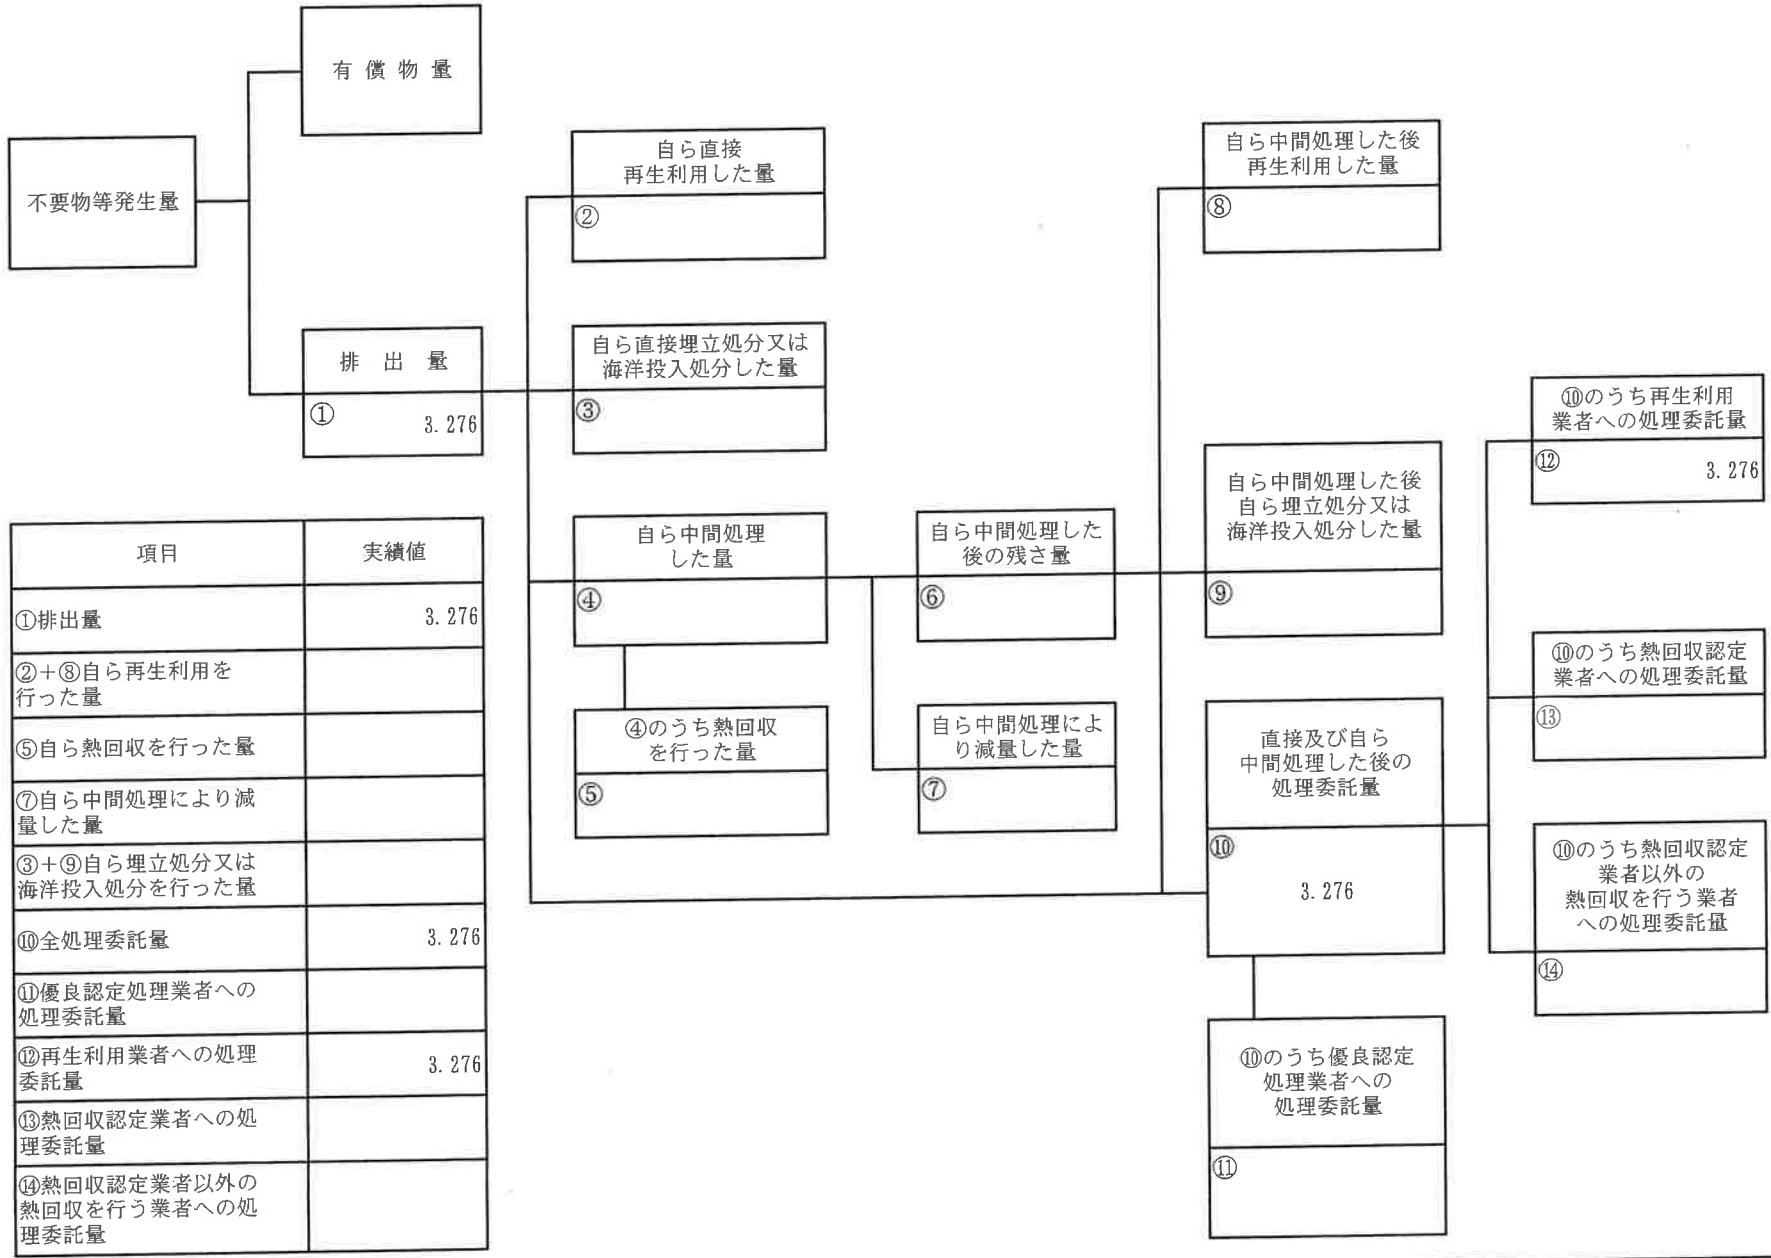 有 償 物 量
不要物等発生量
排 出 量
①
3.276
自ら直接
再生利用した量
②
自ら直接埋立処分又は
海洋投入処分した量
③
自ら中間処理
した量
④
④のうち熱回収
を行った量
⑤
自ら中間処理した
後の残さ量
⑥
自ら中間処理によ
り減量した量
⑦
自ら中間処理した後
再生利用した量
⑧
自ら中間処理した後
自ら埋立処分又は
海洋投入処分した量
⑨
直接及び自ら
中間処理した後の
処理委託量
⑩
3.276
⑩のうち優良認定
処理業者への
処理委託量
⑪
⑩のうち再生利用
業者への処理委託量
⑫
3.276
⑩のうち熱回収認定
業者への処理委託量
⑬
⑩のうち熱回収認定
業者以外の
熱回収を行う業者
への処理委託量
⑭
項目 実績値
①排出量 3.276
②+⑧自ら再生利用を
行った量
⑤自ら熱回収を行った量
⑦自ら中間処理により減
量した量
③+⑨自ら埋立処分又は
海洋投入処分を行った量
⑩全処理委託量 3.276
⑪優良認定処理業者への
処理委託量
⑫再生利用業者への処理
委託量 3.276
⑬熱回収認定業者への処
理委託量
⑭熱回収認定業者以外の
熱回収を行う業者への処
理委託量